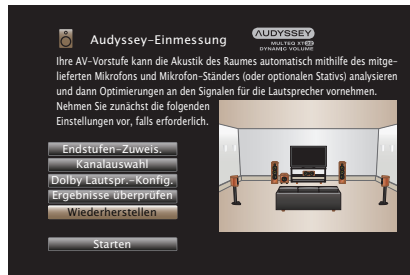 Audyssey-Einmessung
AUDYSSEY
MULTEQ XT32
DYNAMIC VOLUME
Ihre AV-Vorstufe kann die Akustik des Raumes automatisch mithilfe des mitge-
lieferten Mikrofons und Mikrofon-Ständers (oder optionalen Stativs) analysieren
und dann Optimierungen an den Signalen für die Lautsprecher vornehmen.
Nehmen Sie zunächst die folgenden
Einstellungen vor, falls erforderlich.
Endstufen-Zuweis.
Kanalauswahl
Dolby Lautspr.-Konfig.
Ergebnisse überprüfen
Wiederherstellen
Starten